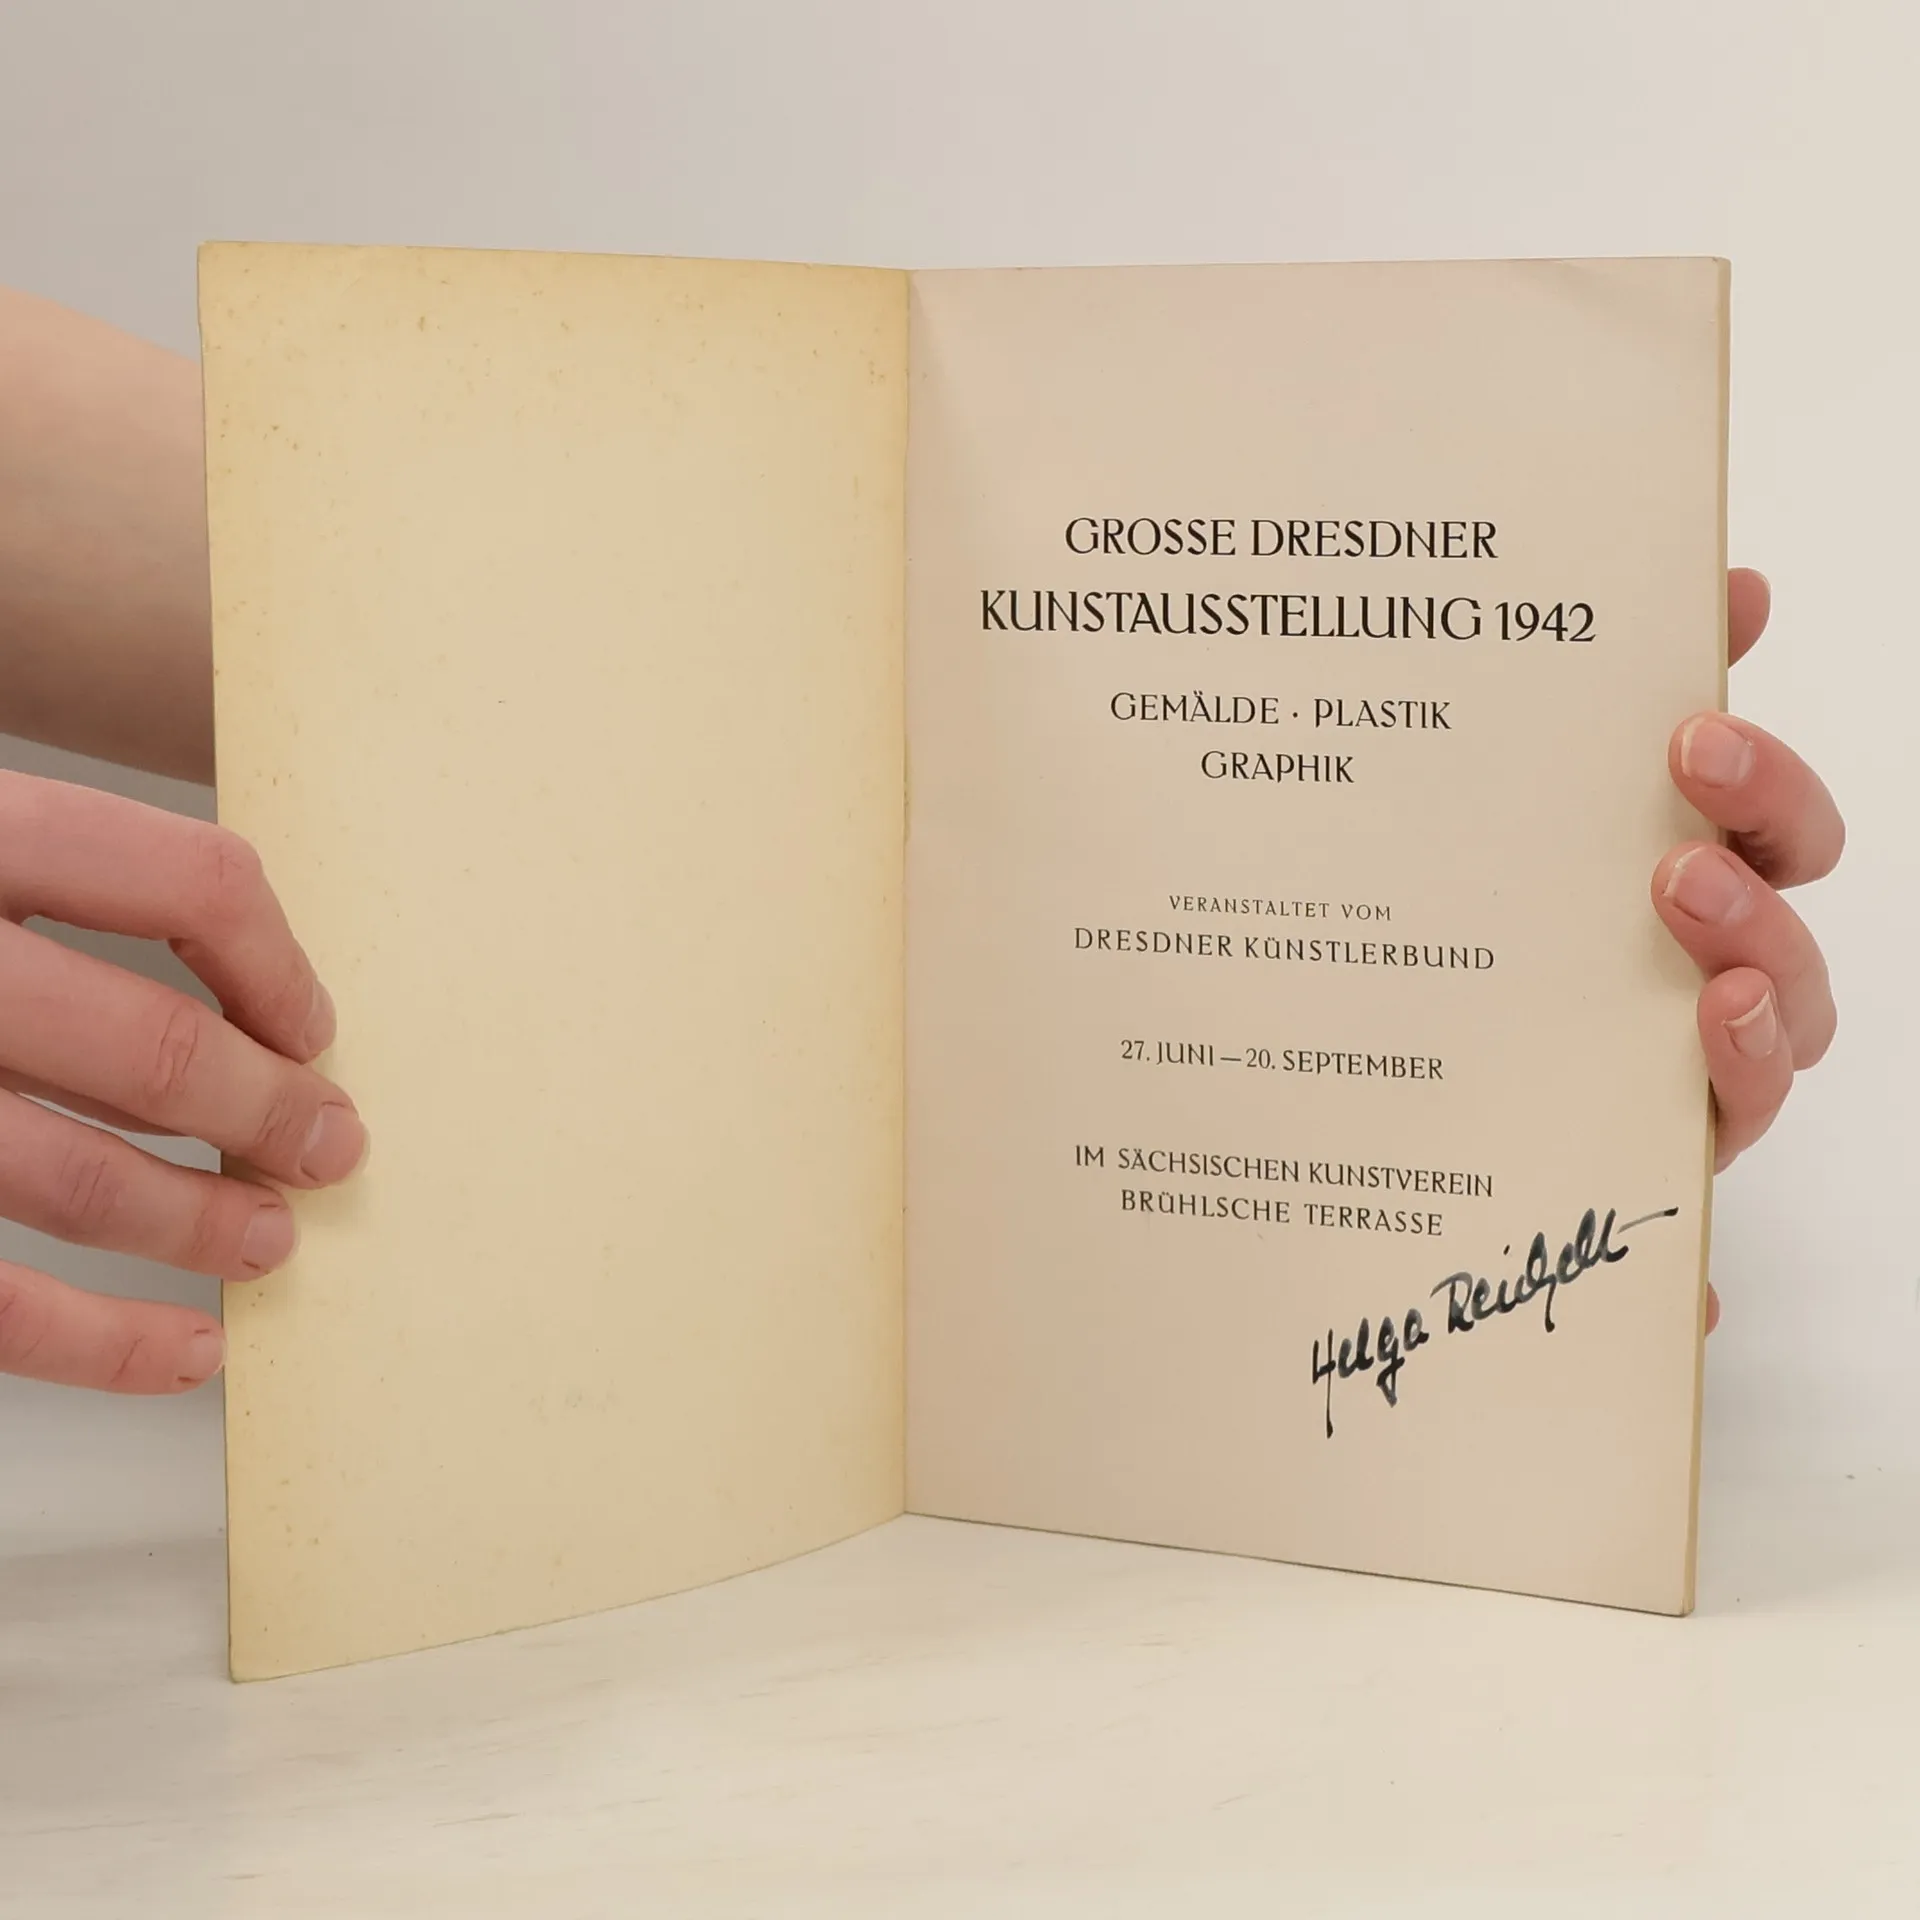 GROSSE DRESDNER
KUNSTAUSSTELLUNG 1942
GEMÄLDE · PLASTIK
GRAPHIK
VERANSTALTET VOM
DRESDNER KÜNSTLERBUND
27. JUNI — 20. SEPTEMBER
IM SÄCHSISCHEN KUNSTVEREIN
BRÜHLSCHE TERRASSE
Helga Reichelt